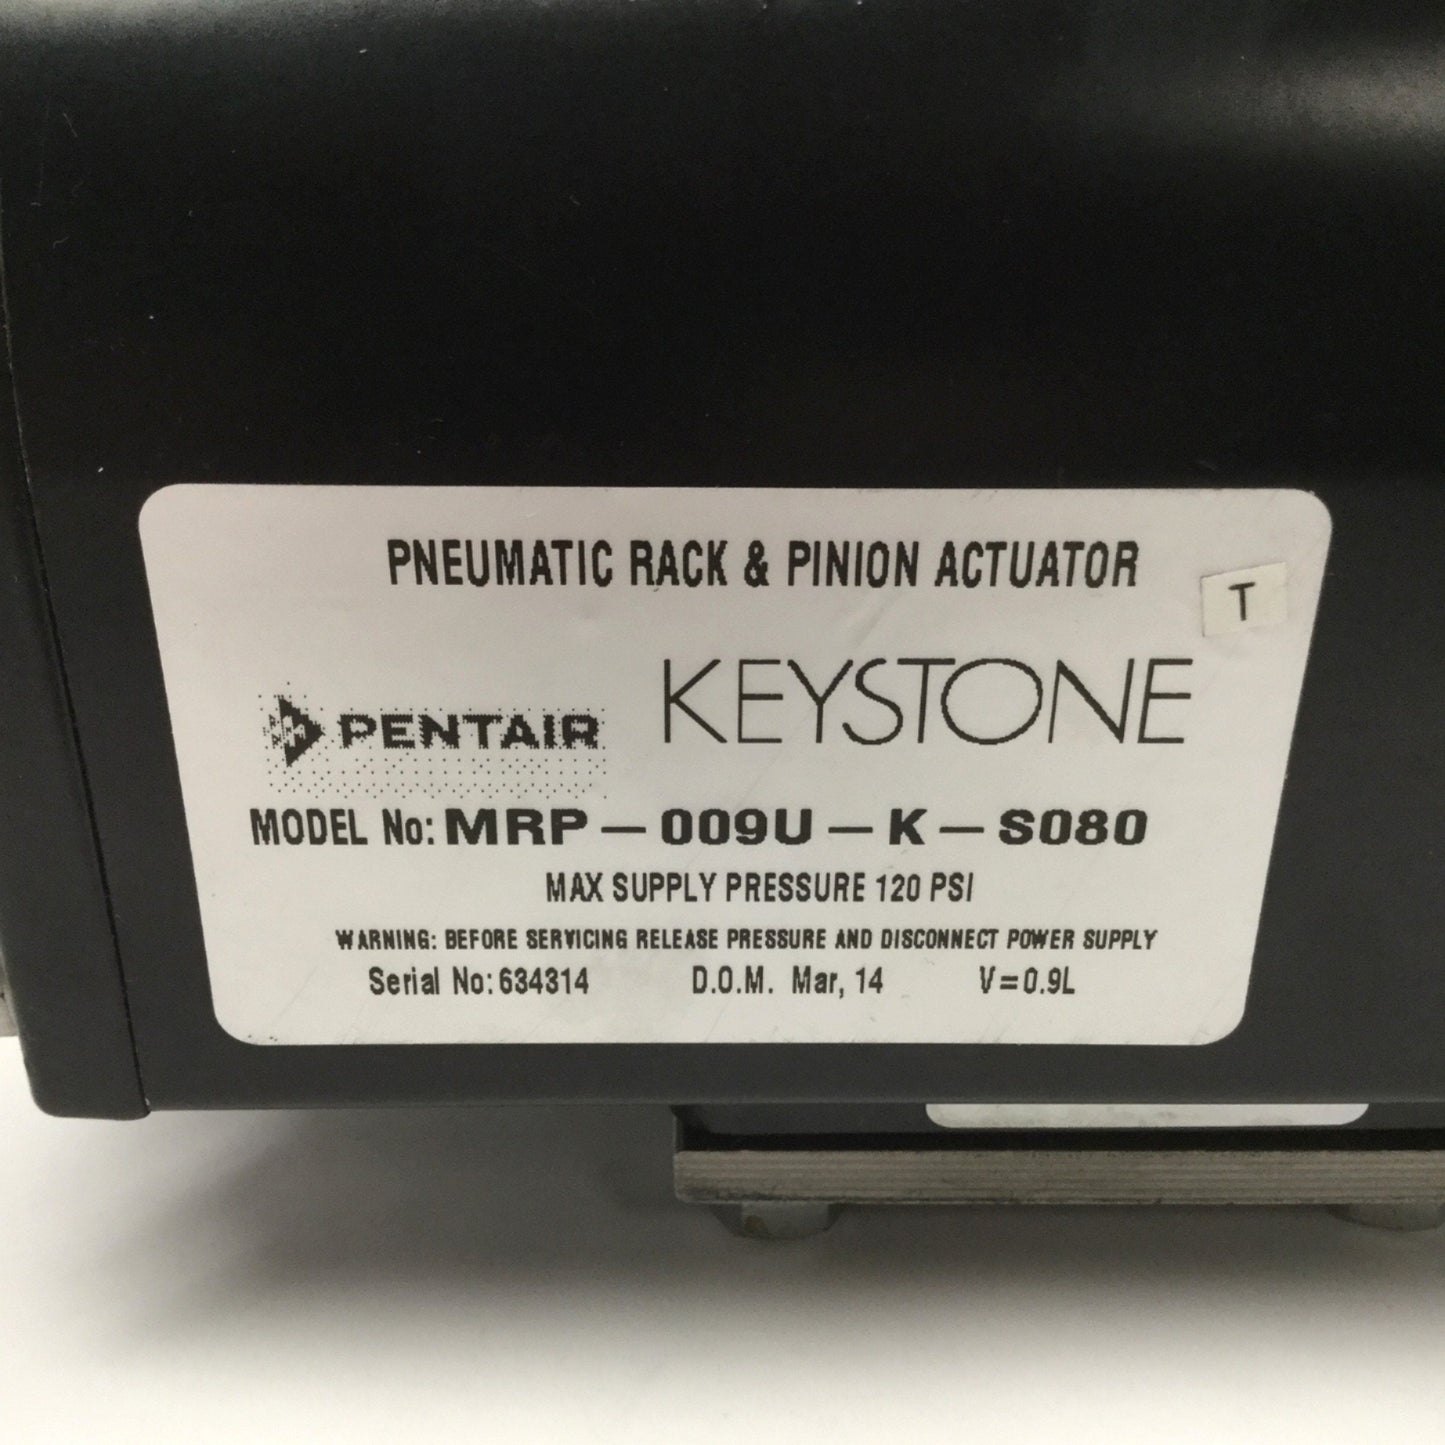 PNEUMATIC RACK & PINION ACTUATOR
T
PENTAIR KEYSTONE
MODEL No: MRP-009U-K-S080
MAX SUPPLY PRESSURE 120 PSI
WARNING: BEFORE SERVICING RELEASE PRESSURE AND DISCONNECT POWER SUPPLY
Serial No: 634314 D.O.M. Mar, 14 V=0.9L